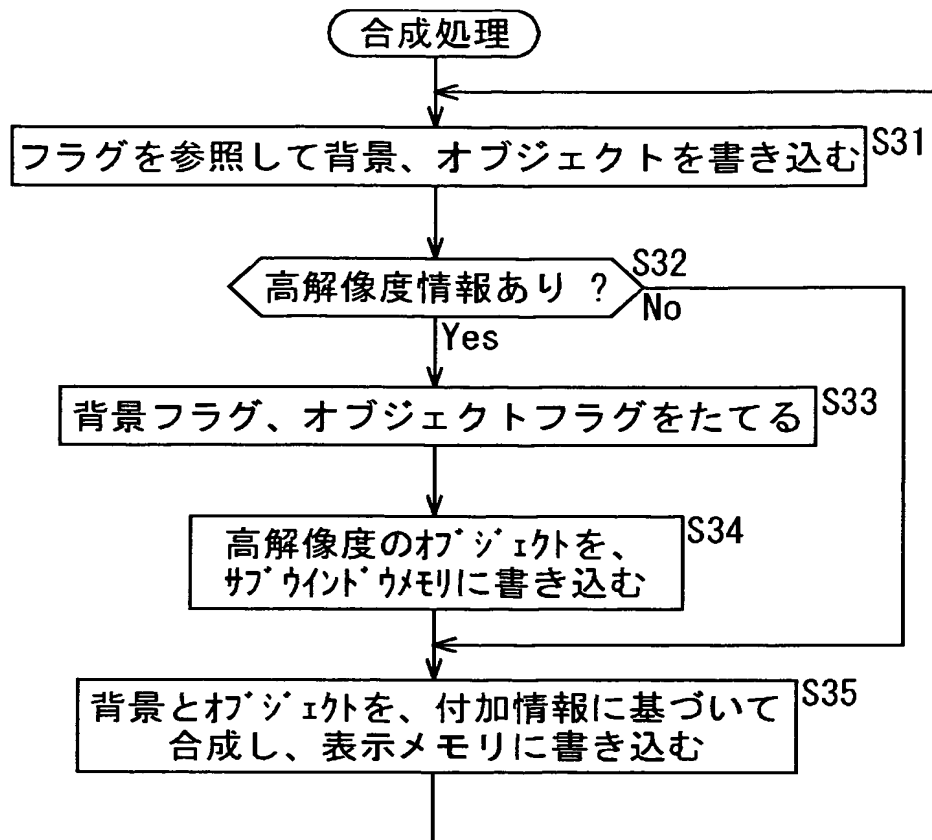 合成処理
フラグを参照して背景、オブジェクトを書き込む
S31
高解像度情報あり ?
S32
No
Yes
背景フラグ、オブジェクトフラグをたてる
S33
高解像度のｵﾌﾞｼﾞｪｸﾄを、
S34
ｻﾌﾞｳｲﾝﾄﾞｳﾒﾓﾘに書き込む
背景とｵﾌﾞｼﾞｪｸﾄを、付加情報に基づいて
S35
合成し、表示メモリに書き込む